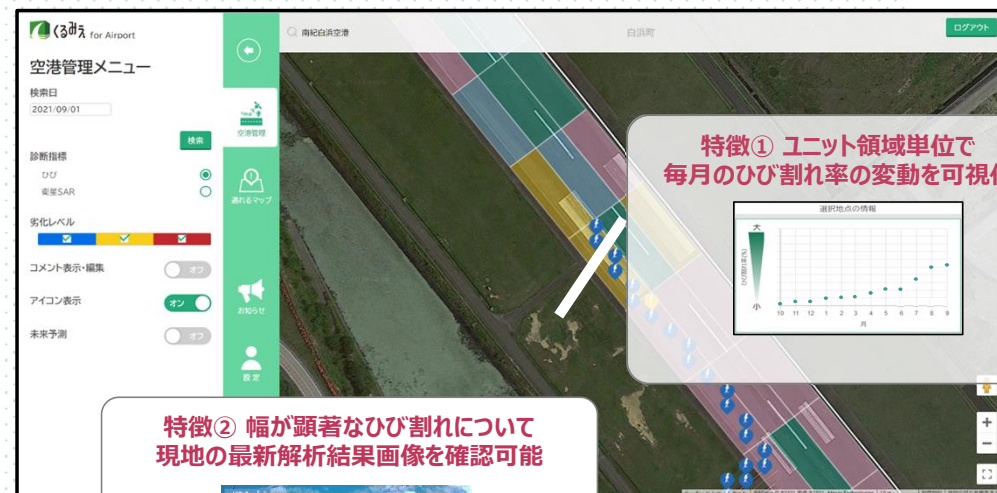 くるみえ for Airport
空港管理メニュー
検索日
2021/09/01
検索
診断指標
ひび
衛星SAR
劣化レベル
コメント表示・編集
オフ
アイコン表示
オン
未来予測
オフ
空港管理
通れるマップ
お知らせ
設定
南紀白浜空港
白浜町
ログアウト
特徴① ユニット領域単位で
毎月のひび割れ率の変動を可視化
選択地点の情報
大
ひび割れ率(%)
小
10 11 12 1 2 3 4 5 6 7 8 9
月
特徴② 幅が顕著なひび割れについて
現地の最新解析結果画像を確認可能